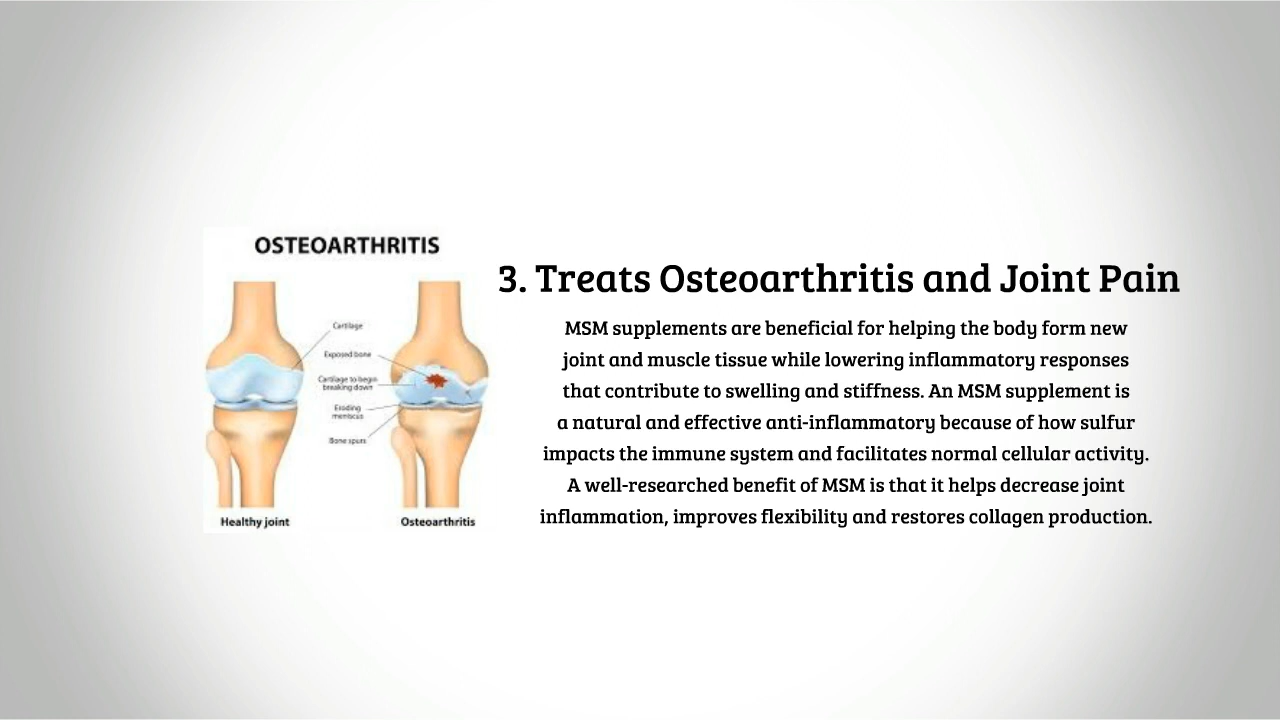 OSTEOARTHRITIS
Cartilage
Exposed bone
Cartilage to begin
breaking down
Eroding
meniscus
Bone spurs
Healthy joint
Osteoarthritis
3. Treats Osteoarthritis and Joint Pain
MSM supplements are beneficial for helping the body form new
joint and muscle tissue while lowering inflammatory responses
that contribute to swelling and stiffness. An MSM supplement is
a natural and effective anti-inflammatory because of how sulfur
impacts the immune system and facilitates normal cellular activity.
A well-researched benefit of MSM is that it helps decrease joint
inflammation, improves flexibility and restores collagen production.